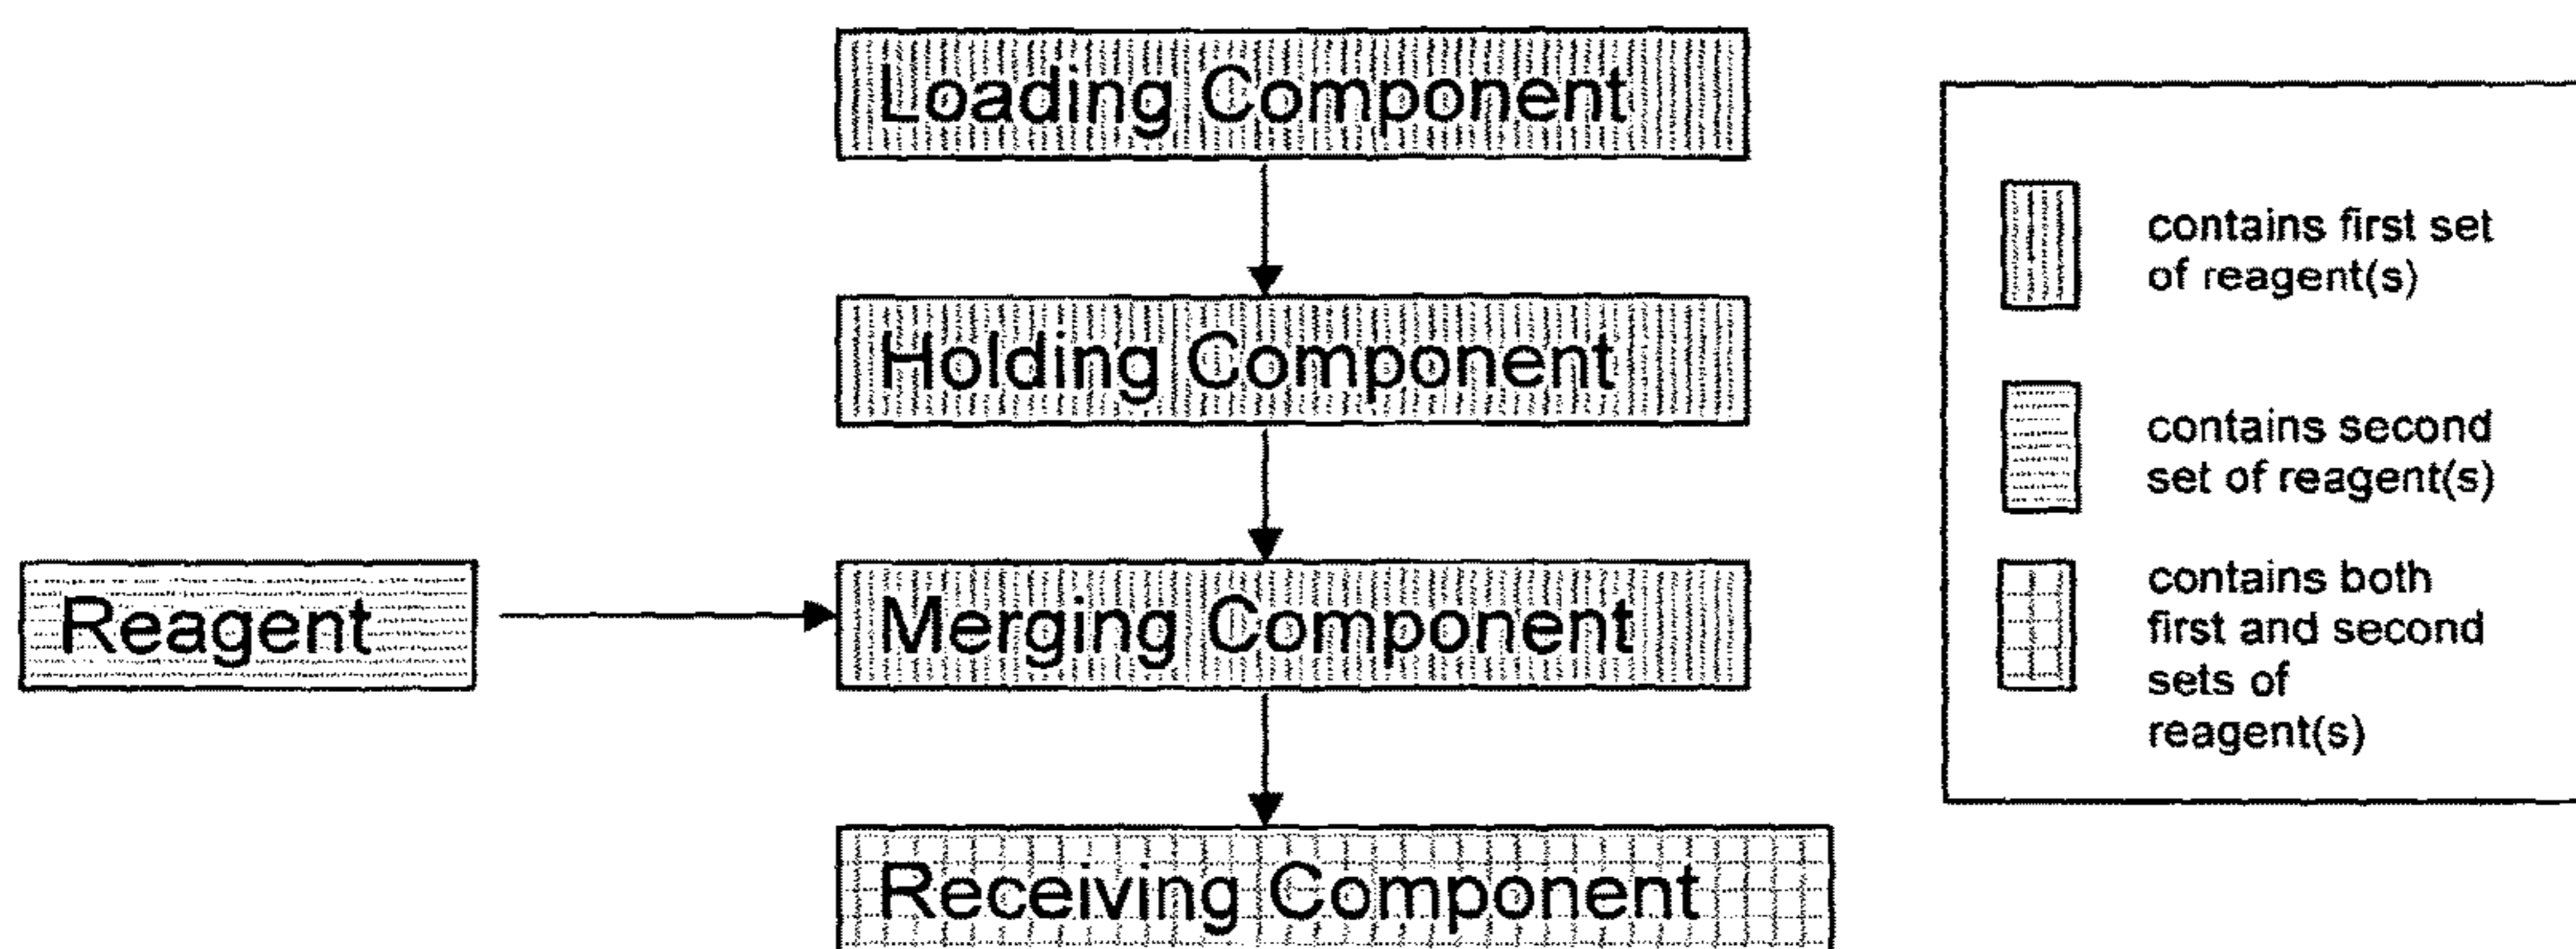 Loading Component
Holding Component
Reagent
Merging Component
Receiving Component
contains first set
of reagent(s)
contains second
set of reagent(s)
contains both
first and second
sets of
reagent(s)